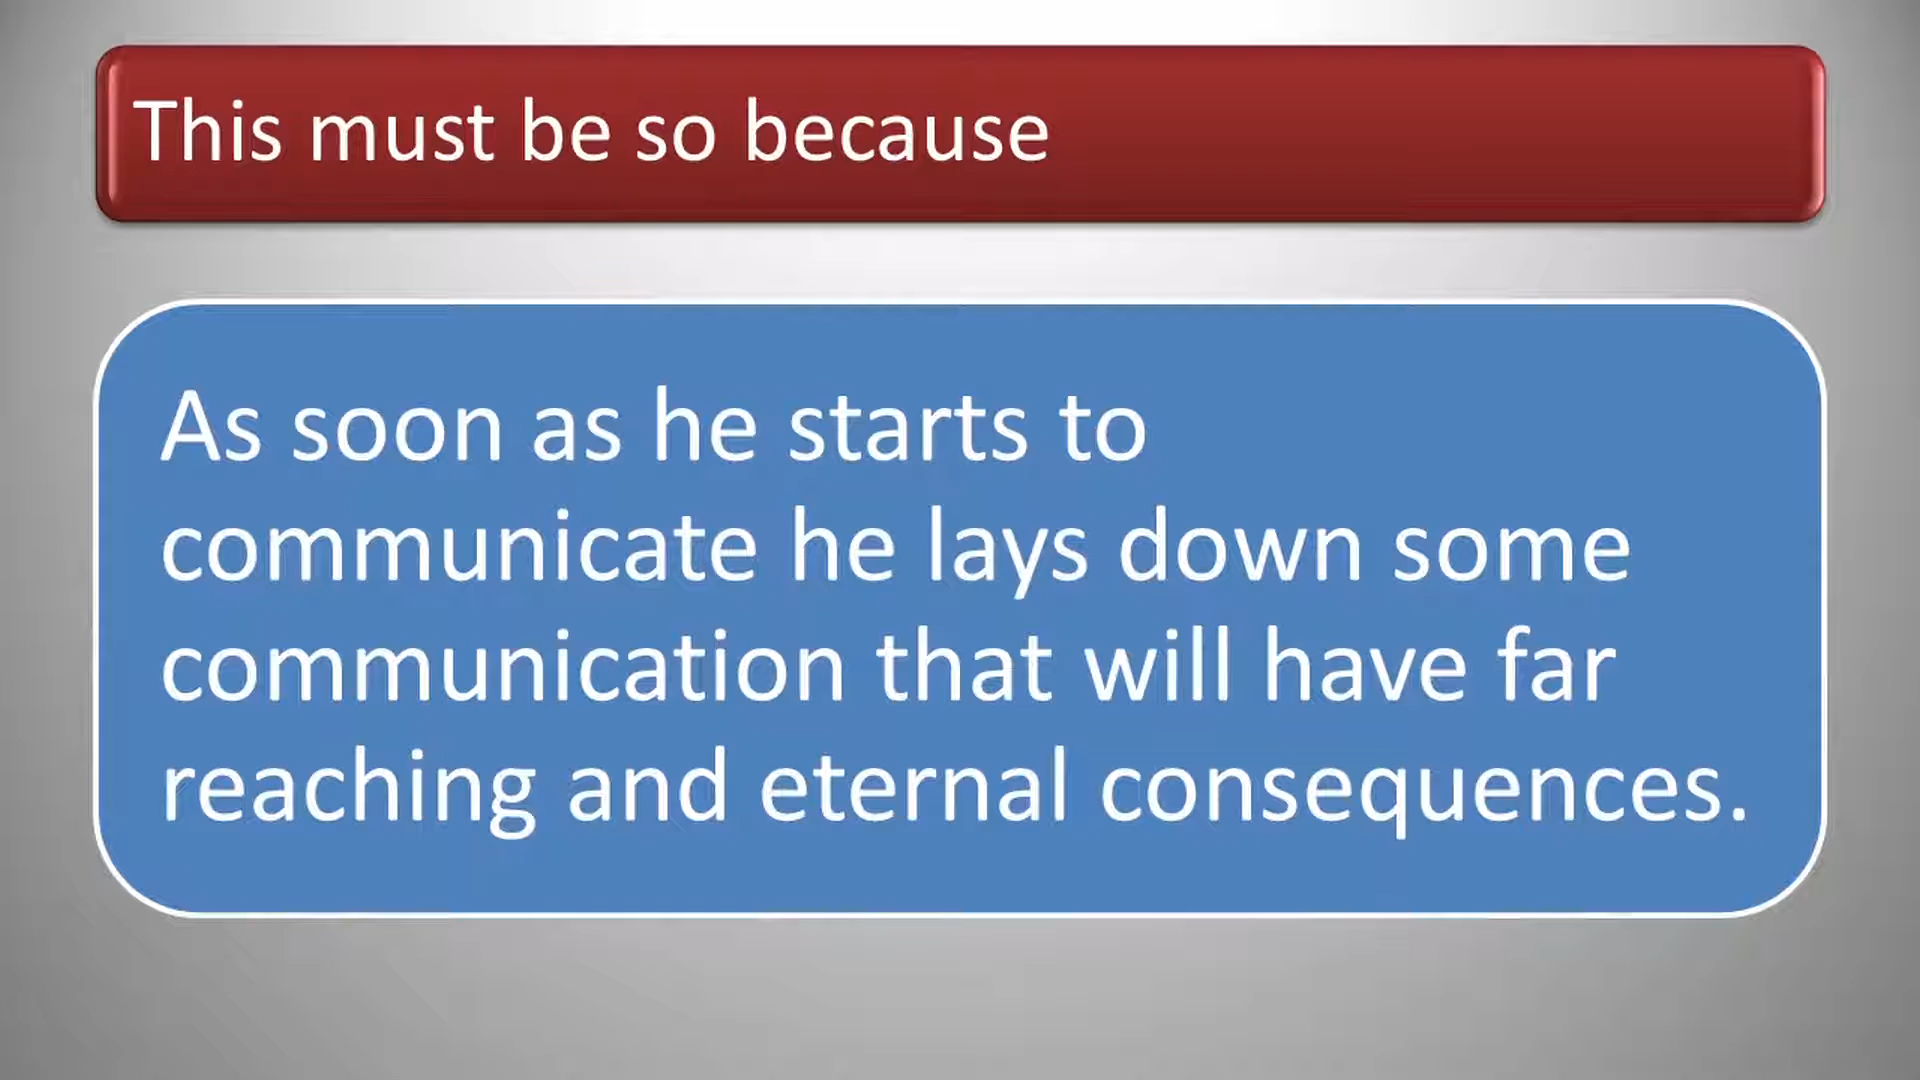 This must be so because
As soon as he starts to
communicate he lays down some
communication that will have far
reaching and eternal consequences.